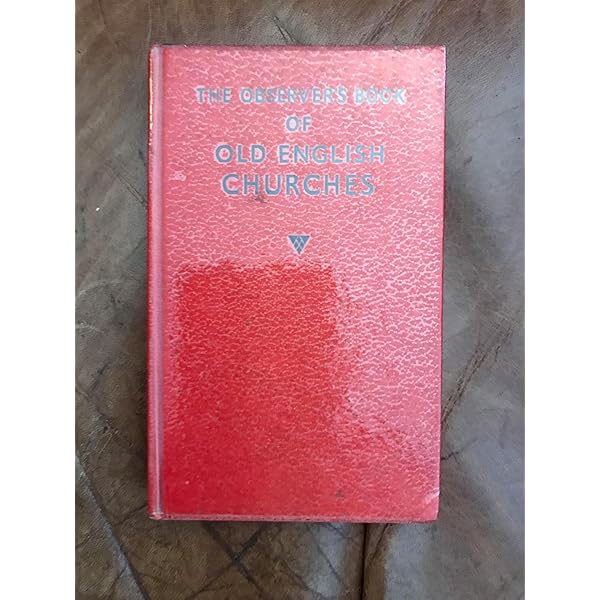 THE OBSERVER'S BOOK
OF
OLD ENGLISH
CHURCHES